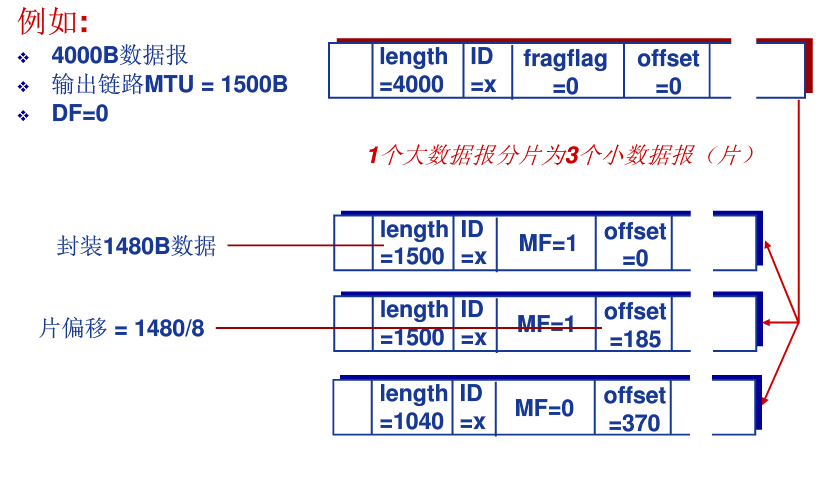 例如:
❖ 4000B数据报
❖ 输出链路MTU = 1500B
❖ DF=0
length =4000
ID =x
fragflag =0
offset =0
1个大数据报分片为3个小数据报（片）
封装1480B数据
length =1500
ID =x
MF=1
offset =0
片偏移 = 1480/8
length =1500
ID =x
MF=1
offset =185
length =1040
ID =x
MF=0
offset =370